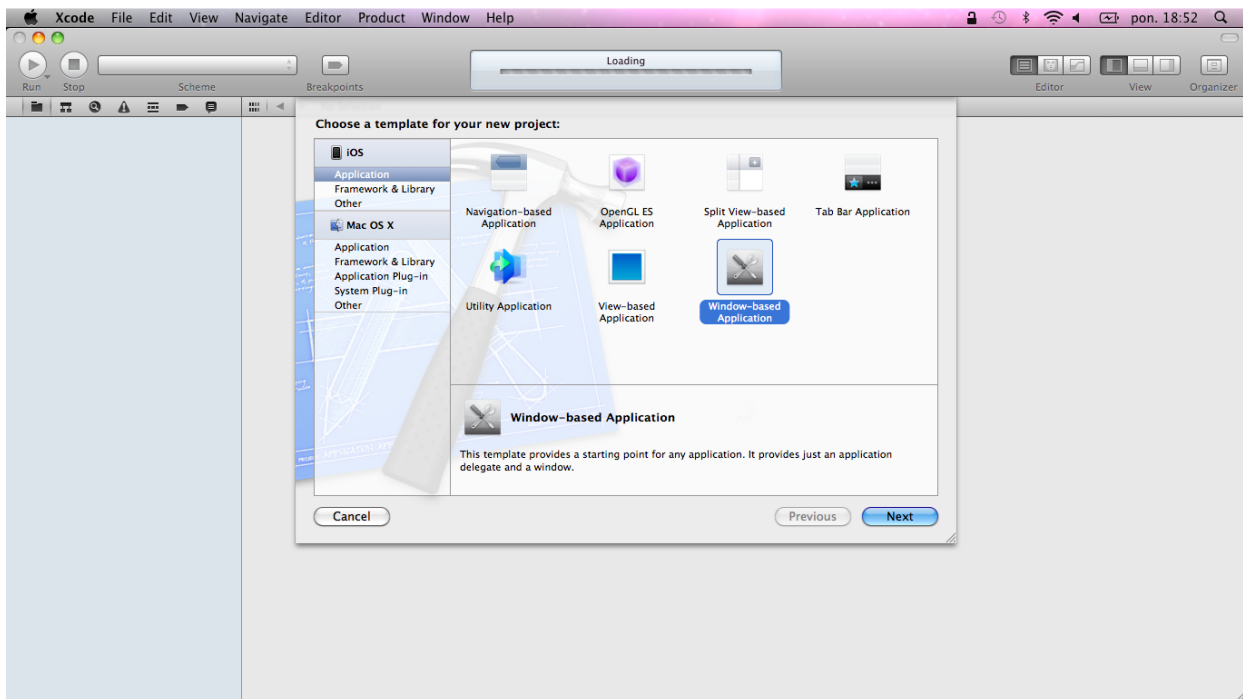 Xcode File Edit View Navigate Editor Product Window Help pon. 18:52
Loading
Run Stop Scheme Breakpoints Editor View Organizer
Choose a template for your new project:
iOS
Application
Framework & Library
Other
Mac OS X
Application
Framework & Library
Application Plug-in
System Plug-in
Other
Navigation-based
Application
OpenGL ES
Application
Split View-based
Application
Tab Bar Application
Utility Application
View-based
Application
Window-based
Application
Window-based Application
This template provides a starting point for any application. It provides just an application
delegate and a window.
Cancel Previous Next